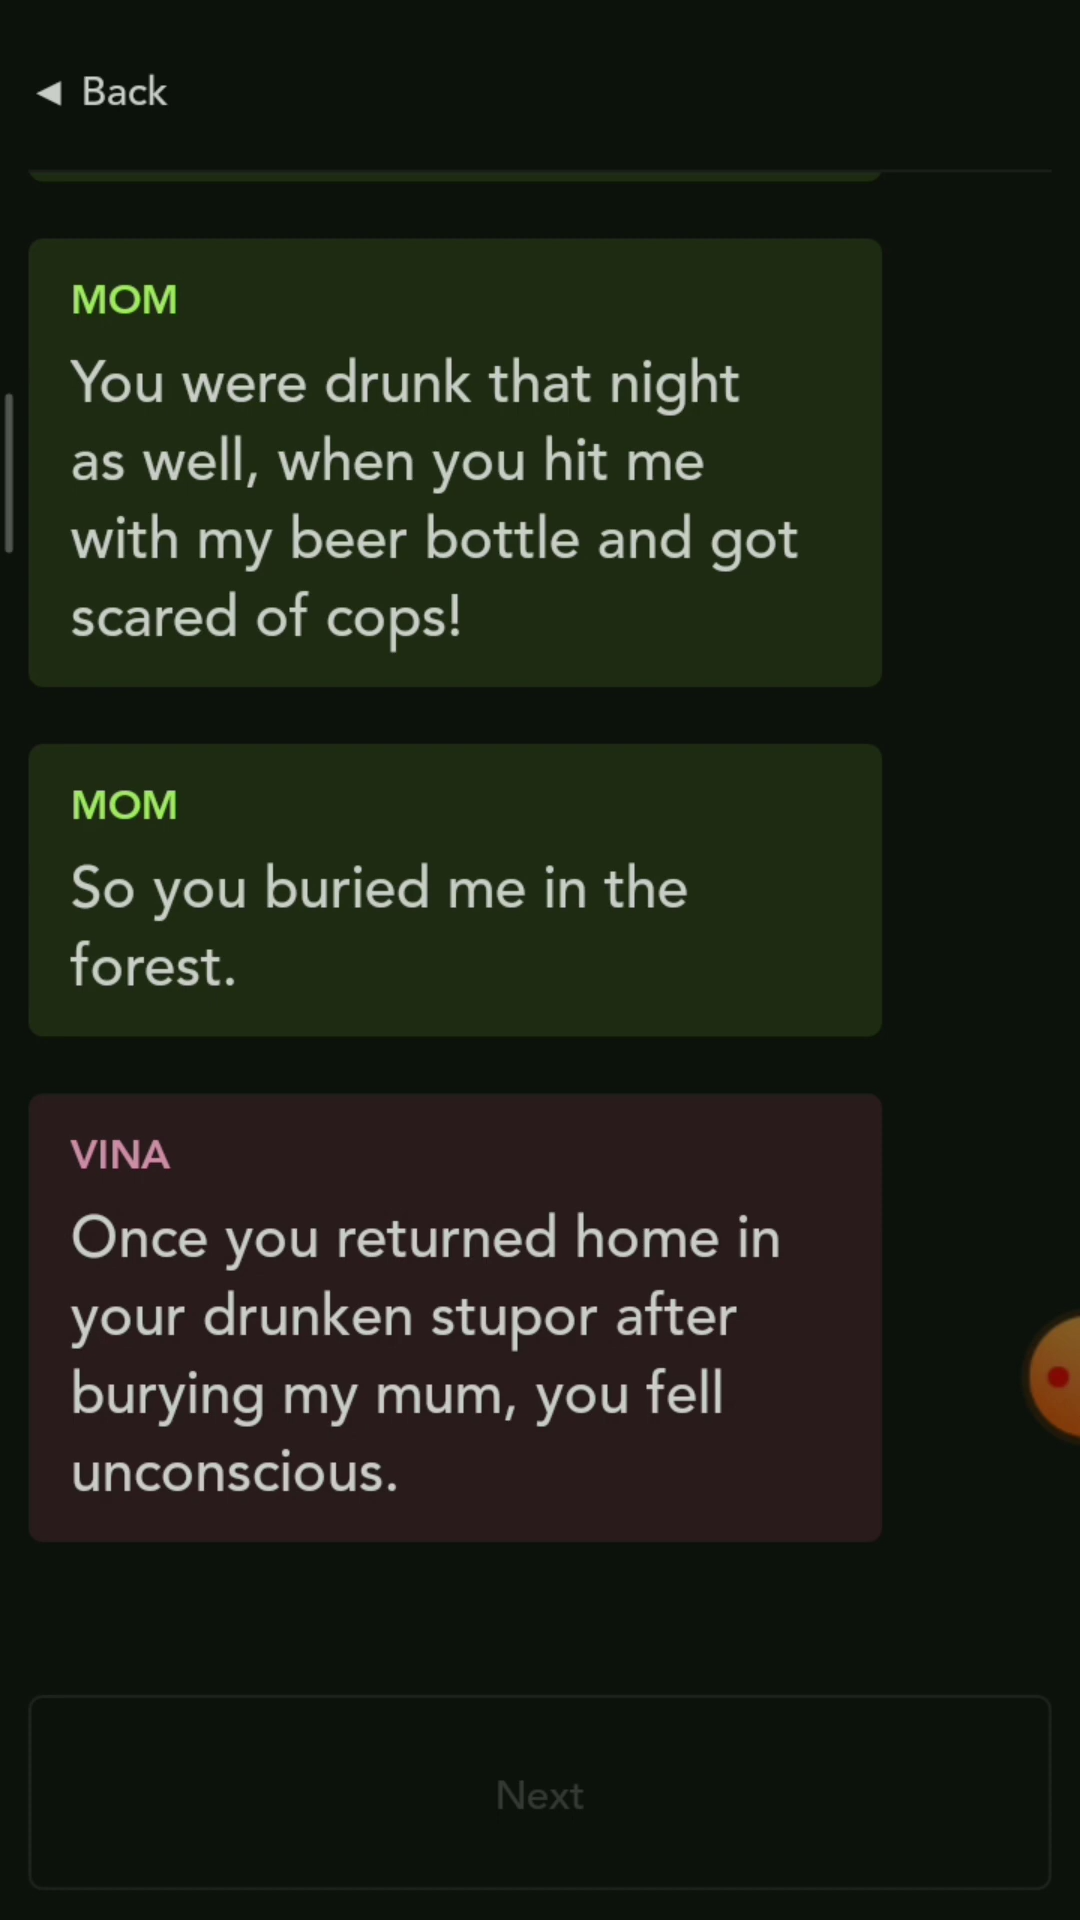 ◀ Back
MOM
You were drunk that night
as well, when you hit me
with my beer bottle and got
scared of cops!
MOM
So you buried me in the
forest.
VINA
Once you returned home in
your drunken stupor after
burying my mum, you fell
unconscious.
Next